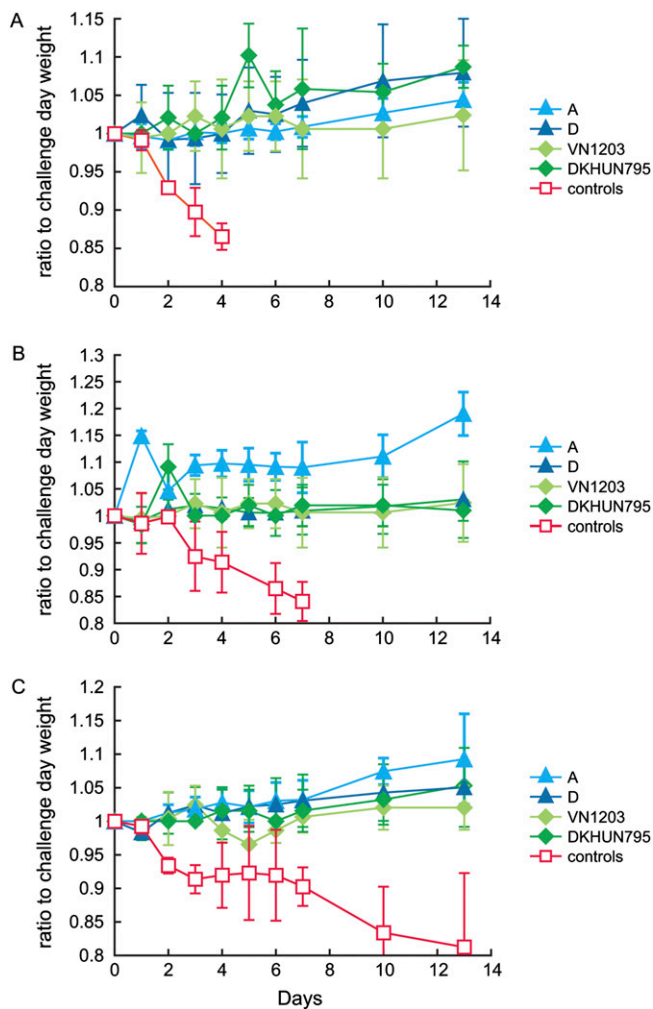 A
ratio to challenge day weight
1.15
1.1
1.05
1
0.95
0.9
0.85
0.8
0 2 4 6 8 10 12 14
A
D
VN1203
DKHUN795
controls
B
ratio to challenge day weight
1.3
1.25
1.2
1.15
1.1
1.05
1
0.95
0.9
0.85
0.8
0 2 4 6 8 10 12 14
A
D
VN1203
DKHUN795
controls
C
ratio to challenge day weight
1.2
1.15
1.1
1.05
1
0.95
0.9
0.85
0.8
0 2 4 6 8 10 12 14
Days
A
D
VN1203
DKHUN795
controls